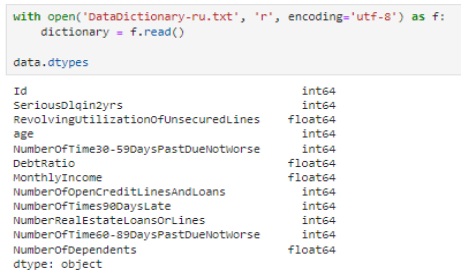 with open('DataDictionary-ru.txt', 'r', encoding='utf-8') as f:
    dictionary = f.read()
data.dtypes
Id int64
SeriousDlqin2yrs int64
RevolvingUtilizationOfUnsecuredLines float64
age int64
NumberOfTime30-59DaysPastDueNotWorse int64
DebtRatio float64
MonthlyIncome float64
NumberOfOpenCreditLinesAndLoans int64
NumberOfTimes90DaysLate int64
NumberRealEstateLoansOrLines int64
NumberOfTime60-89DaysPastDueNotWorse int64
NumberOfDependents float64
dtype: object